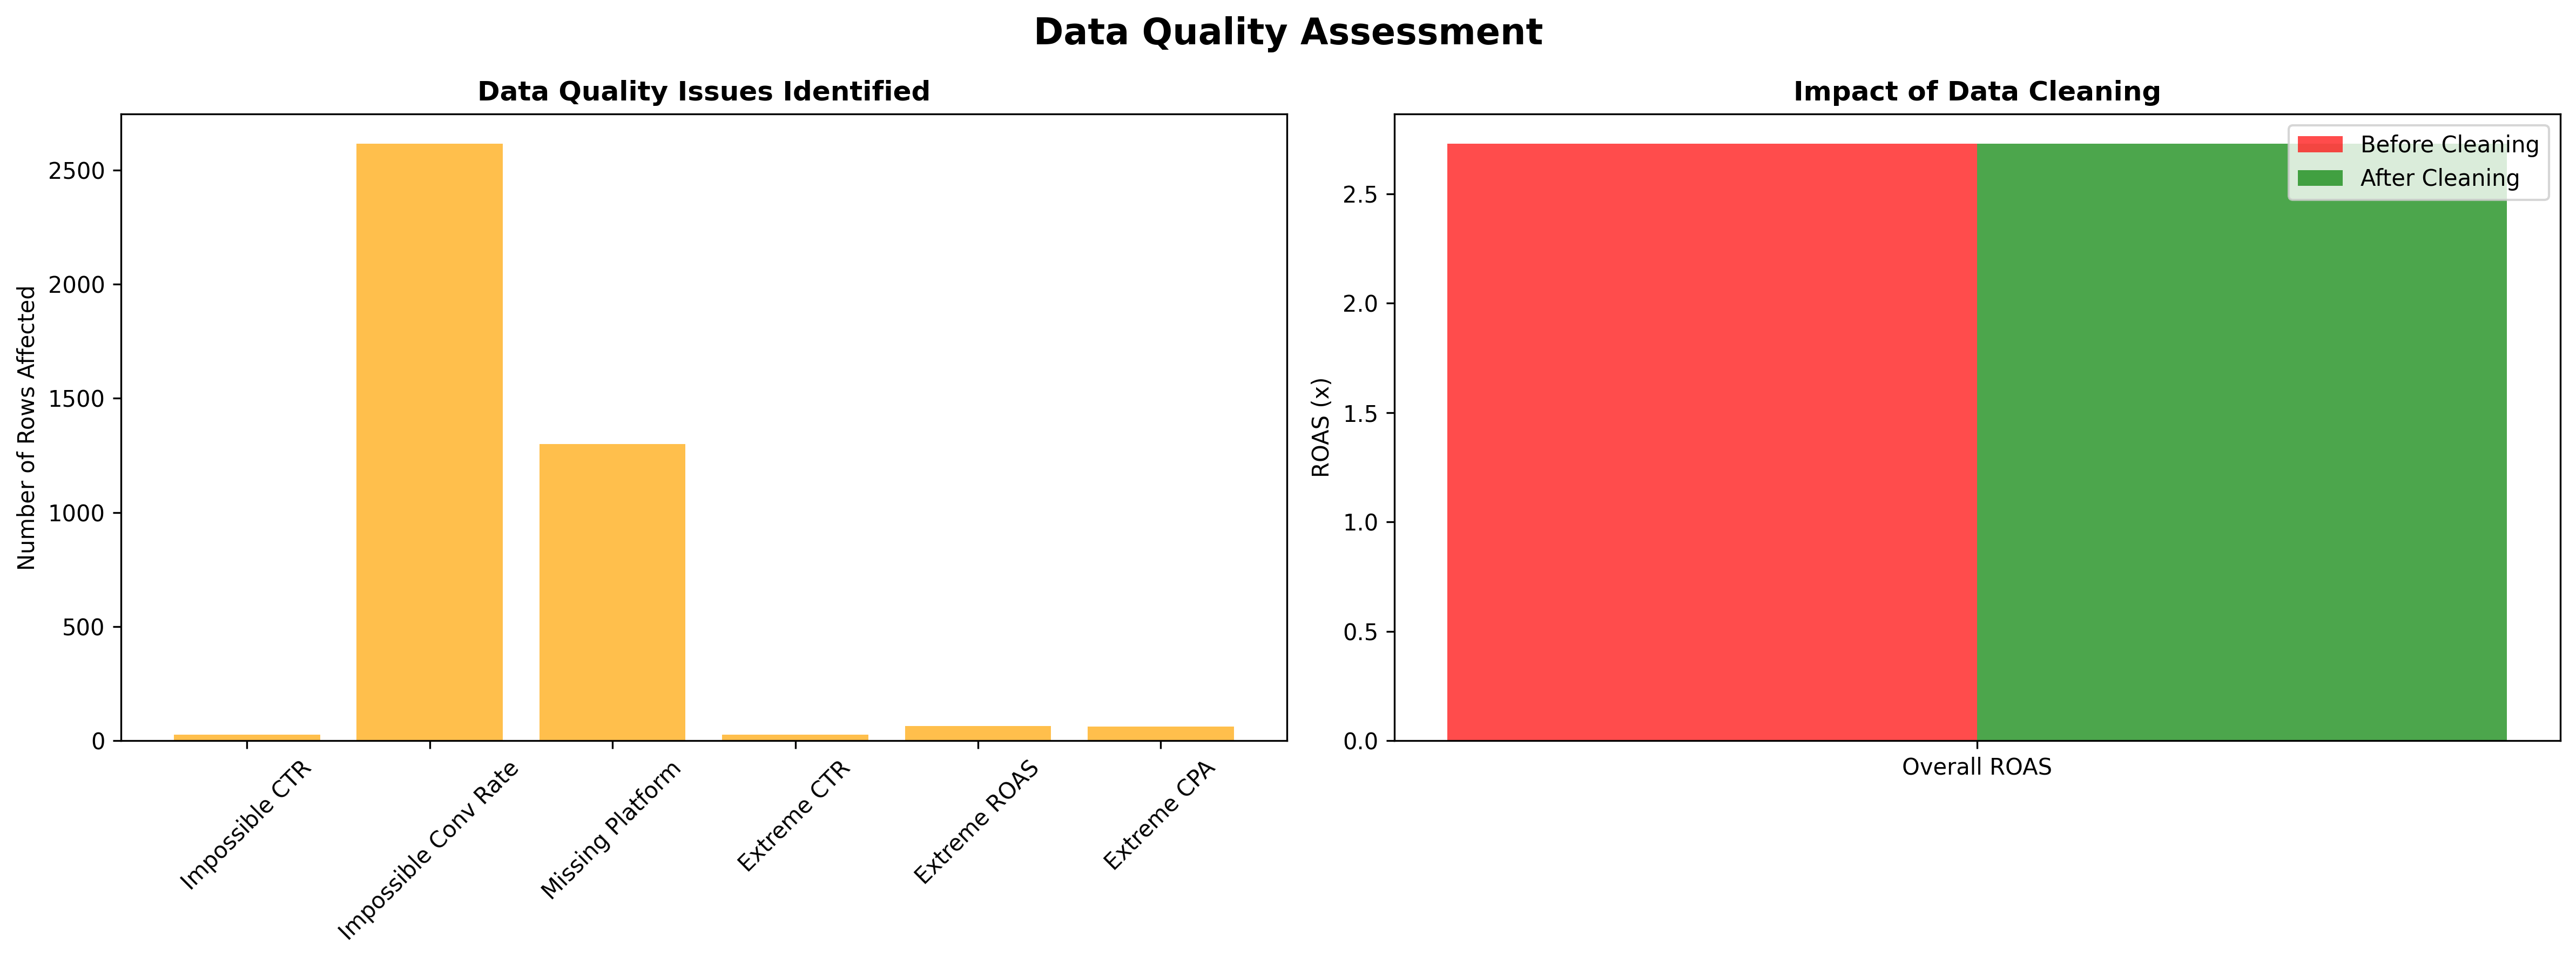 Data Quality Assessment
Data Quality Issues Identified
Number of Rows Affected
2500
2000
1500
1000
500
0
Impossible CTR
Impossible Conv Rate
Missing Platform
Extreme CTR
Extreme ROAS
Extreme CPA
Impact of Data Cleaning
Before Cleaning
After Cleaning
ROAS (x)
2.5
2.0
1.5
1.0
0.5
0.0
Overall ROAS